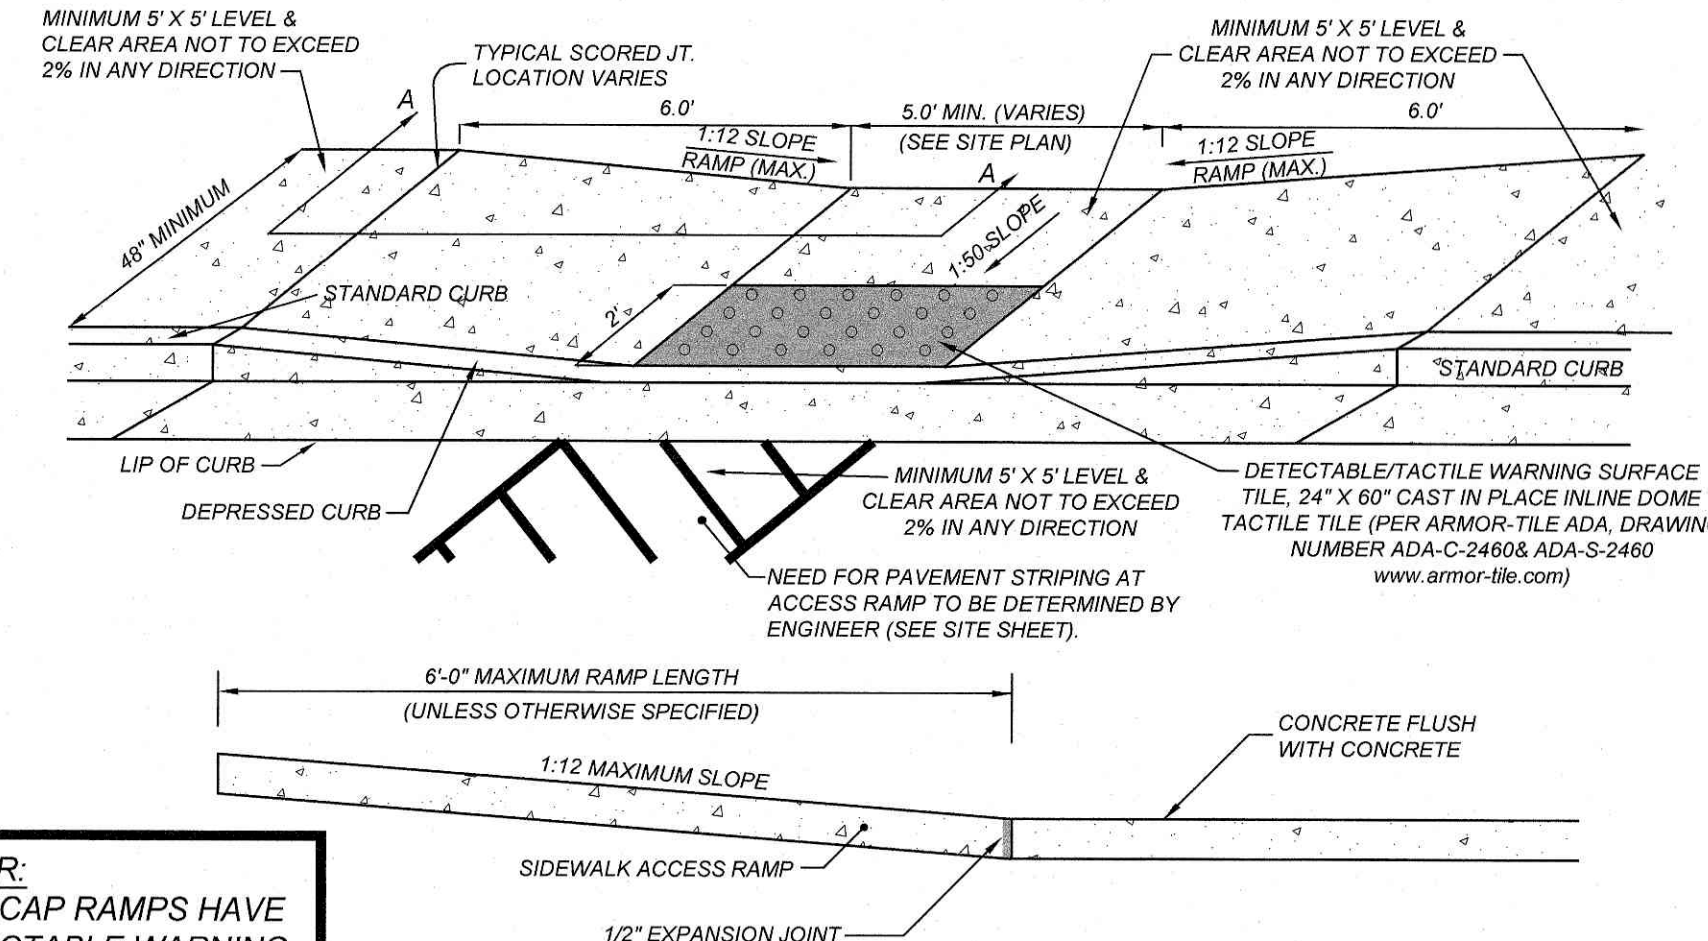 MINIMUM 5' X 5' LEVEL &
CLEAR AREA NOT TO EXCEED
2% IN ANY DIRECTION
TYPICAL SCORED JT.
LOCATION VARIES
MINIMUM 5' X 5' LEVEL &
CLEAR AREA NOT TO EXCEED
2% IN ANY DIRECTION
A
6.0'
5.0' MIN. (VARIES)
(SEE SITE PLAN)
6.0'
1:12 SLOPE
RAMP (MAX.)
1:12 SLOPE
RAMP (MAX.)
A
48" MINIMUM
1:50 SLOPE
STANDARD CURB
2'
STANDARD CURB
LIP OF CURB
DEPRESSED CURB
MINIMUM 5' X 5' LEVEL &
CLEAR AREA NOT TO EXCEED
2% IN ANY DIRECTION
DETECTABLE/TACTILE WARNING SURFACE
TILE, 24" X 60" CAST IN PLACE INLINE DOME
TACTILE TILE (PER ARMOR-TILE ADA, DRAWING
NUMBER ADA-C-2460& ADA-S-2460
www.armor-tile.com)
NEED FOR PAVEMENT STRIPING AT
ACCESS RAMP TO BE DETERMINED BY
ENGINEER (SEE SITE SHEET).
6'-0" MAXIMUM RAMP LENGTH
(UNLESS OTHERWISE SPECIFIED)
1:12 MAXIMUM SLOPE
CONCRETE FLUSH
WITH CONCRETE
SIDEWALK ACCESS RAMP
1/2" EXPANSION JOINT
R:
CAP RAMPS HAVE
CTABLE WARNING